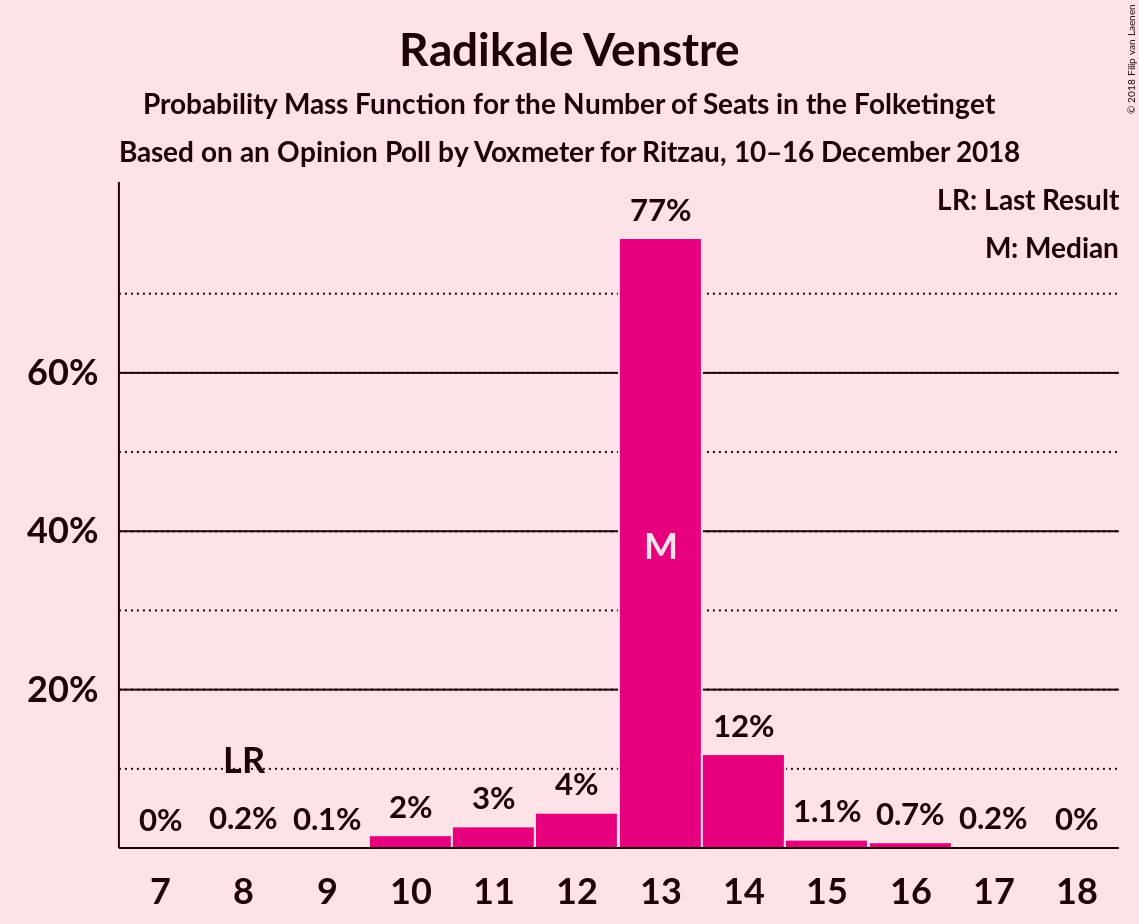 Radikale Venstre
Probability Mass Function for the Number of Seats in the Folketinget
Based on an Opinion Poll by Voxmeter for Ritzau, 10–16 December 2018
© 2018 Filip van Laenen
LR: Last Result
M: Median
77%
60%
40%
M
20%
12%
LR
4%
3%
2%
1.1%
0.7%
0%
0.2%
0.1%
0.2%
0%
7 8 9 10 11 12 13 14 15 16 17 18